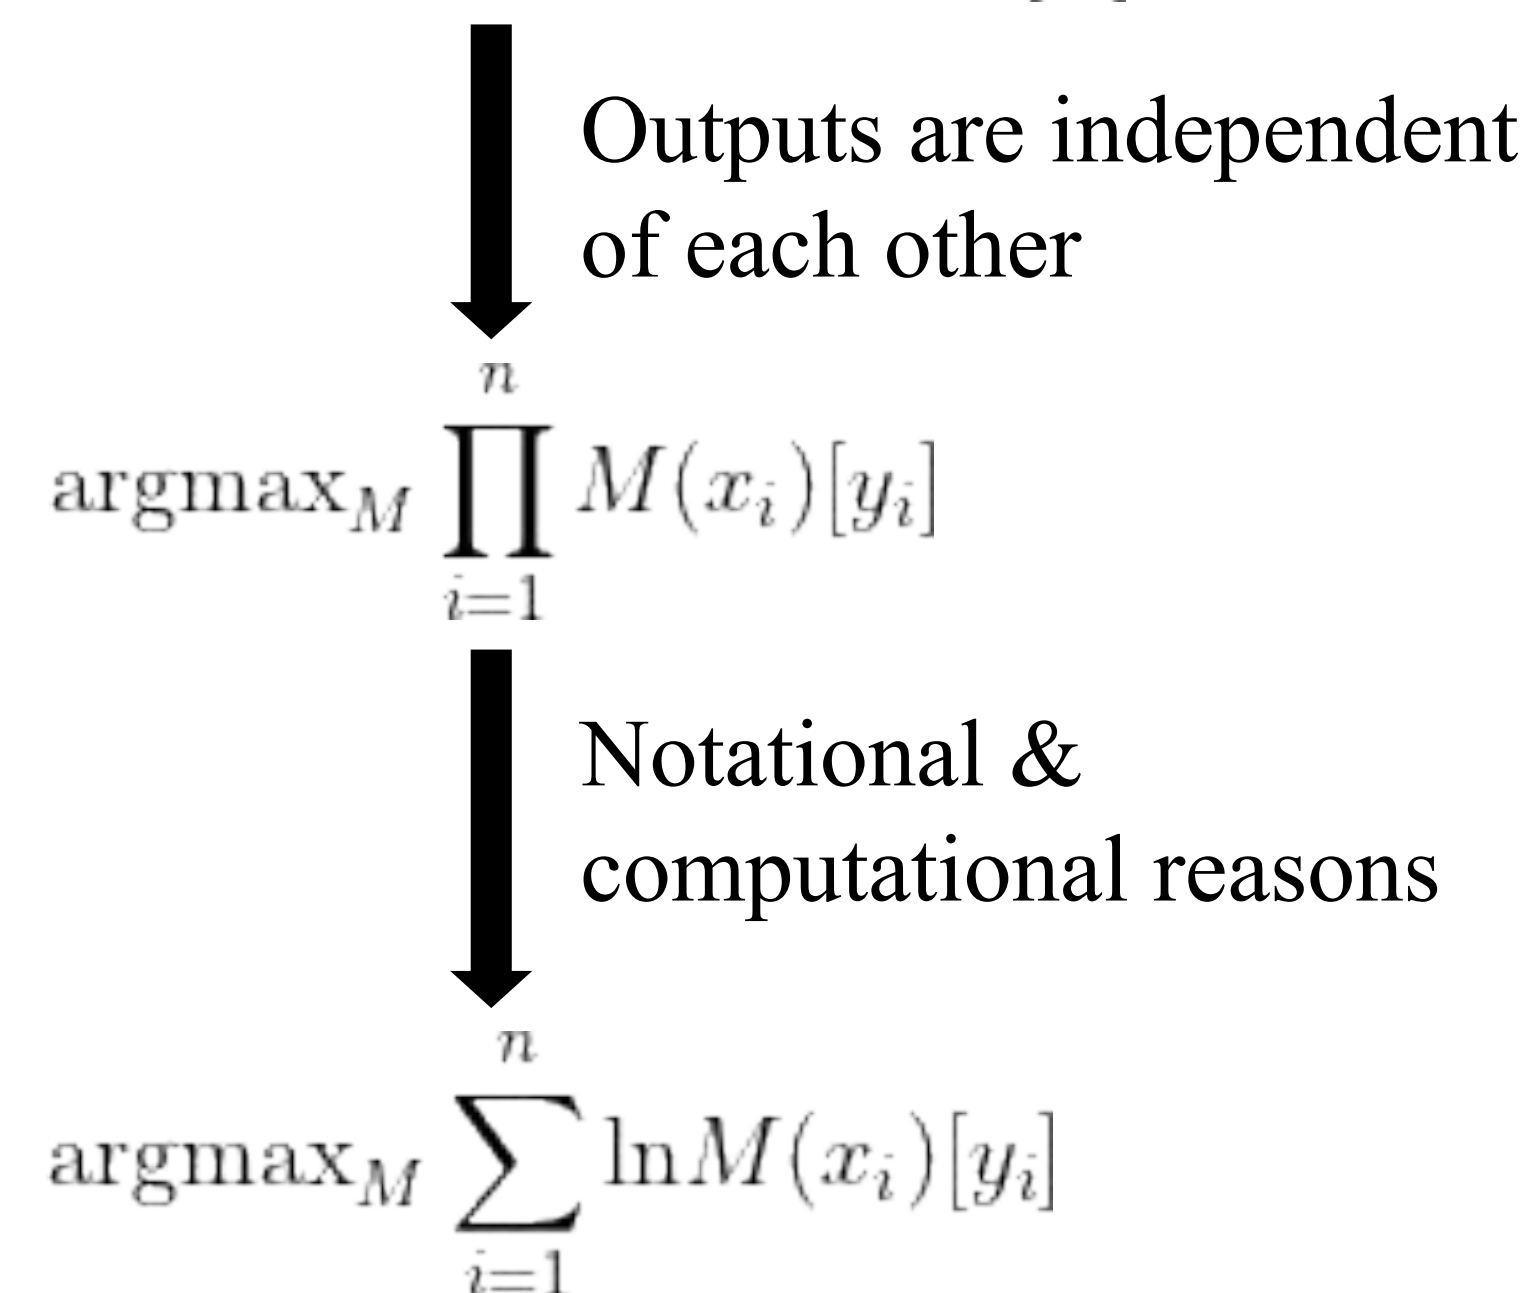 Outputs are independent
of each other
n
argmax_M ∏ M(x_i)[y_i]
i=1
Notational &
computational reasons
n
argmax_M ∑ lnM(x_i)[y_i]
i=1